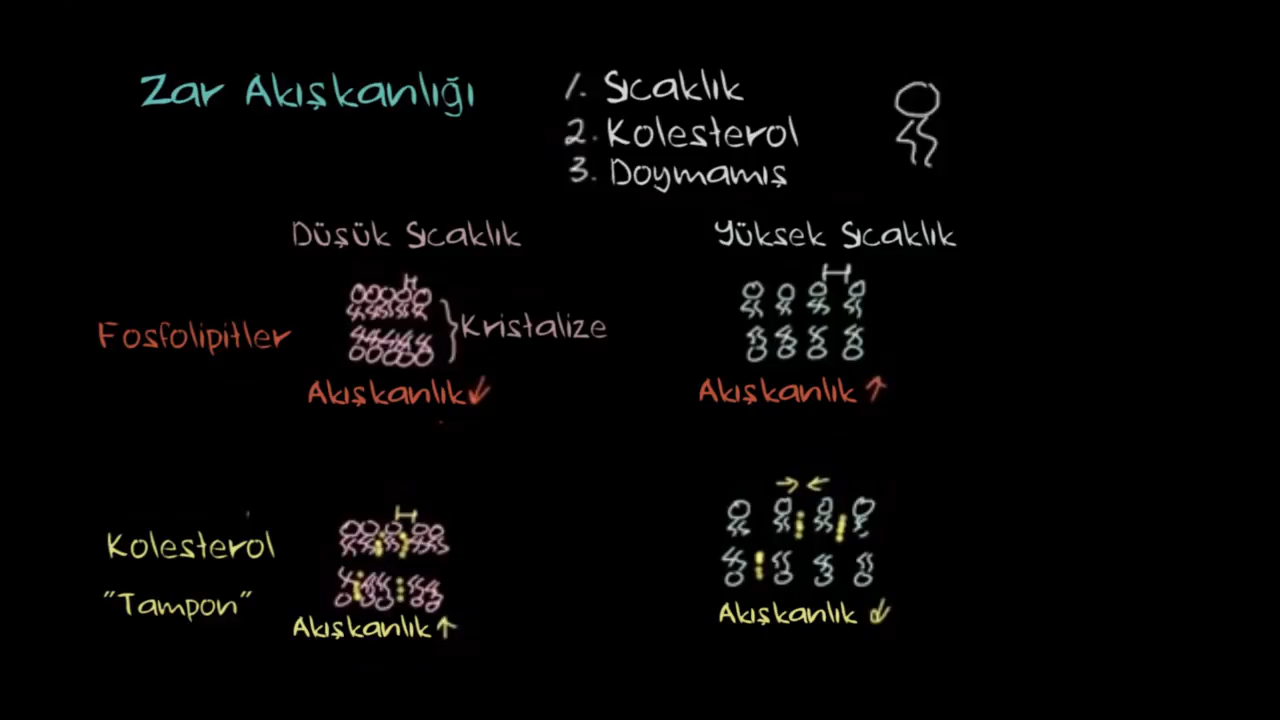 Zar Akışkanlığı
1. Sıcaklık
2. Kolesterol
3. Doymamış
Düşük Sıcaklık
Yüksek Sıcaklık
Fosfolipitler
Kristalize
Akışkanlık↓
Akışkanlık↑
Kolesterol
"Tampon"
Akışkanlık↑
Akışkanlık↓